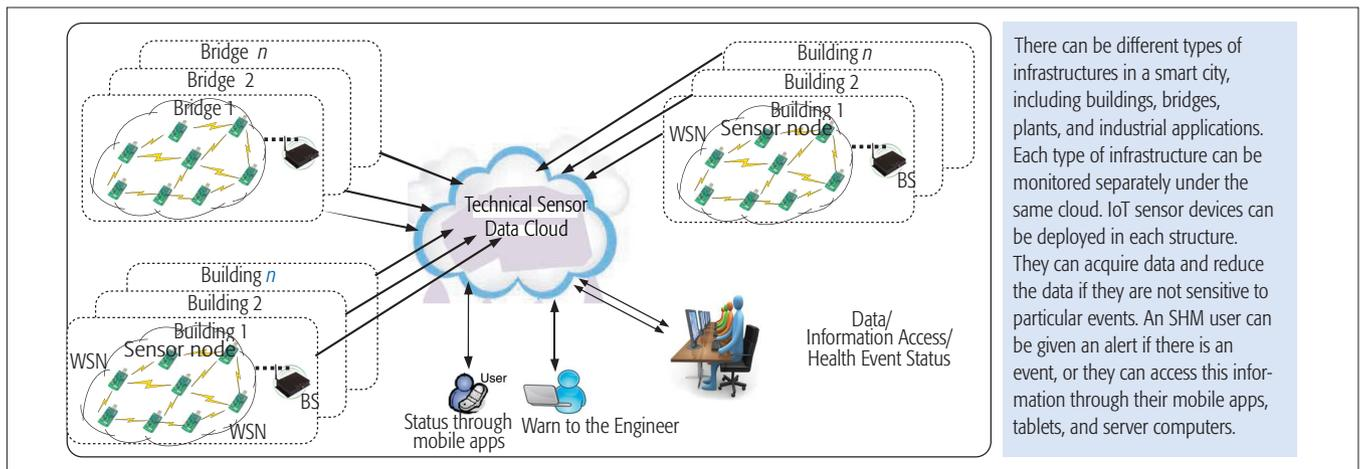 Bridge n
Bridge 2
Bridge 1
Building n
Building 2
Building 1
Sensor node
WSN
BS
Technical Sensor
Data Cloud
Building n
Building 2
Building 1
Sensor node
WSN
BS
WSN
User
Status through
mobile apps
Warn to the Engineer
Data/
Information Access/
Health Event Status
There can be different types of
infrastructures in a smart city,
including buildings, bridges,
plants, and industrial applications.
Each type of infrastructure can be
monitored separately under the
same cloud. IoT sensor devices can
be deployed in each structure.
They can acquire data and reduce
the data if they are not sensitive to
particular events. An SHM user can
be given an alert if there is an
event, or they can access this infor-
mation through their mobile apps,
tablets, and server computers.